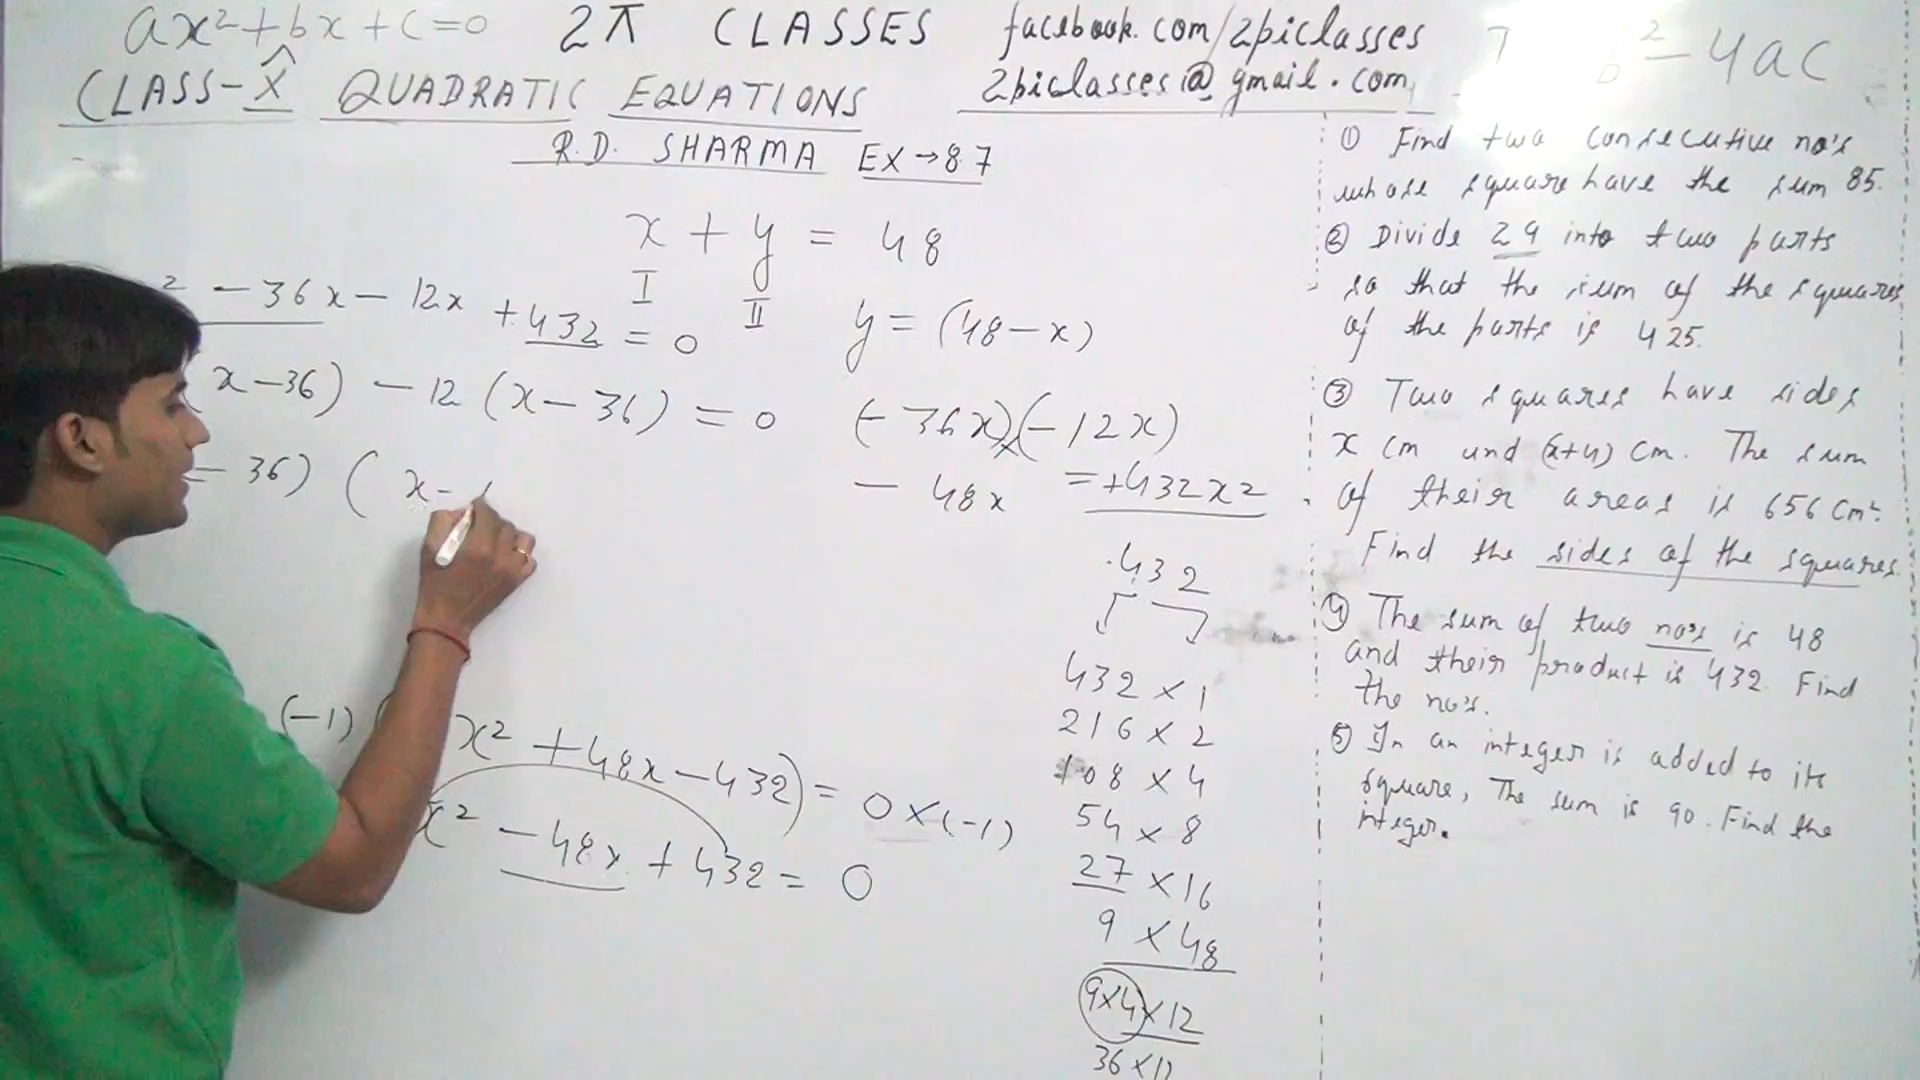 ax²+bx+c=0
2π CLASSES
facebook.com/2piclasses
b²-4ac
CLASS-X QUADRATIC EQUATIONS
2piclasses@gmail.com
R.D. SHARMA EX→8.7
x + y = 48
I II
y = (48-x)
² -36x - 12x +432 = 0
x-36) - 12 (x-36) = 0
- 36) ( x-
(-36x)×(-12x)
- 48x =+432x²
432
432 × 1
216 × 2
108 × 4
54 × 8
27 × 16
9 × 48
9×4×12
(-1) x² +48x-432) = 0×(-1)
x² -48x + 432 = 0
① Find two consecutive no's
whose square have the sum 85.
② Divide 29 into two parts
so that the sum of the squares
of the parts is 425.
③ Two squares have sides
x cm and (x+4) cm. The sum
of their areas is 656 cm².
Find the sides of the squares.
④ The sum of two no's is 48
and their product is 432. Find
the no's.
⑤ In an integer is added to its
square, The sum is 90. Find the
integer.